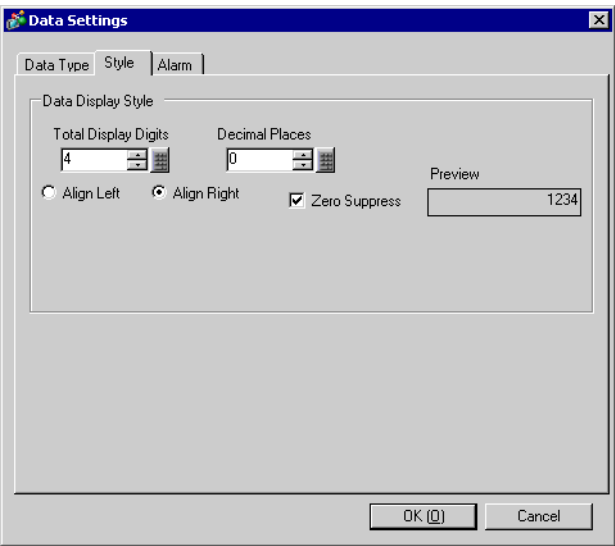 Data Settings
Data Type Style Alarm
Data Display Style
Total Display Digits Decimal Places
4 0
Preview
Align Left Align Right Zero Suppress 1234
OK (O) Cancel